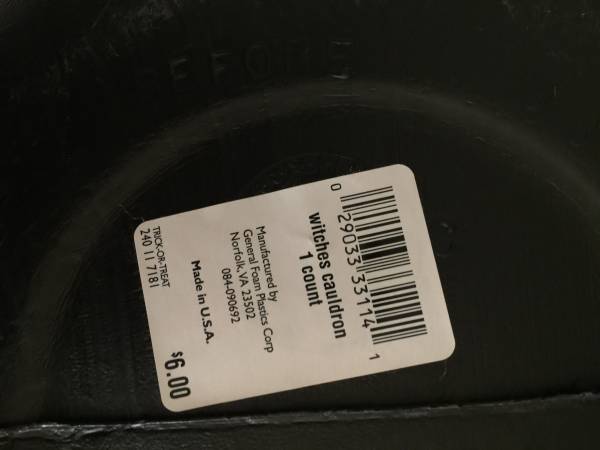 BEFORE
0 29033 33114 1
witches cauldron
1 count
Manufactured by
General Foam Plastics Corp
Norfolk, VA 23502
084-090692
Made in U.S.A.
TRICK-OR-TREAT
240 11 7181
$6.00